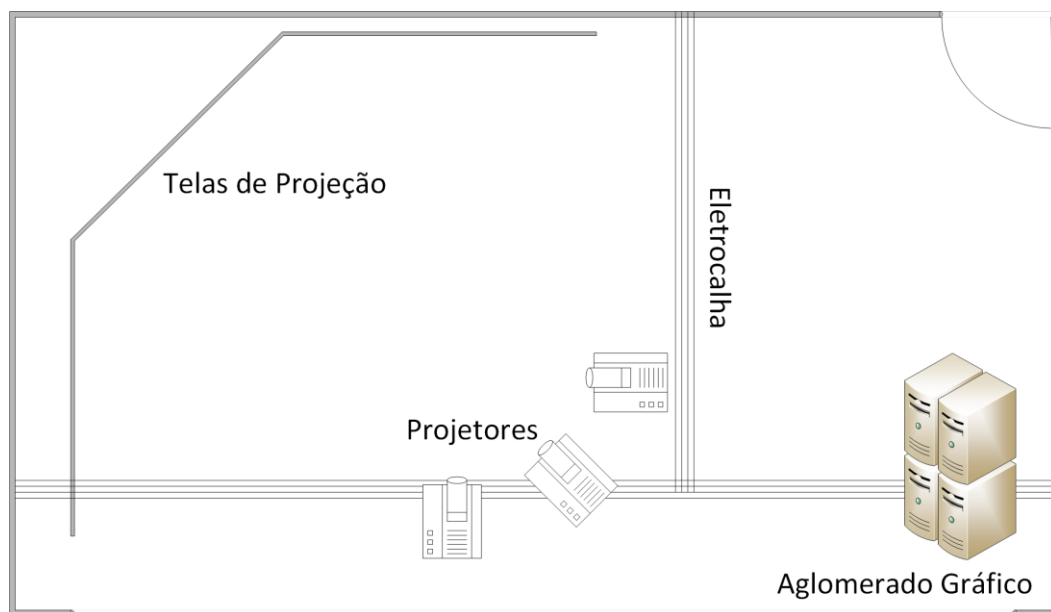 Telas de Projeção
Eletrocalha
Projetores
Aglomerado Gráfico